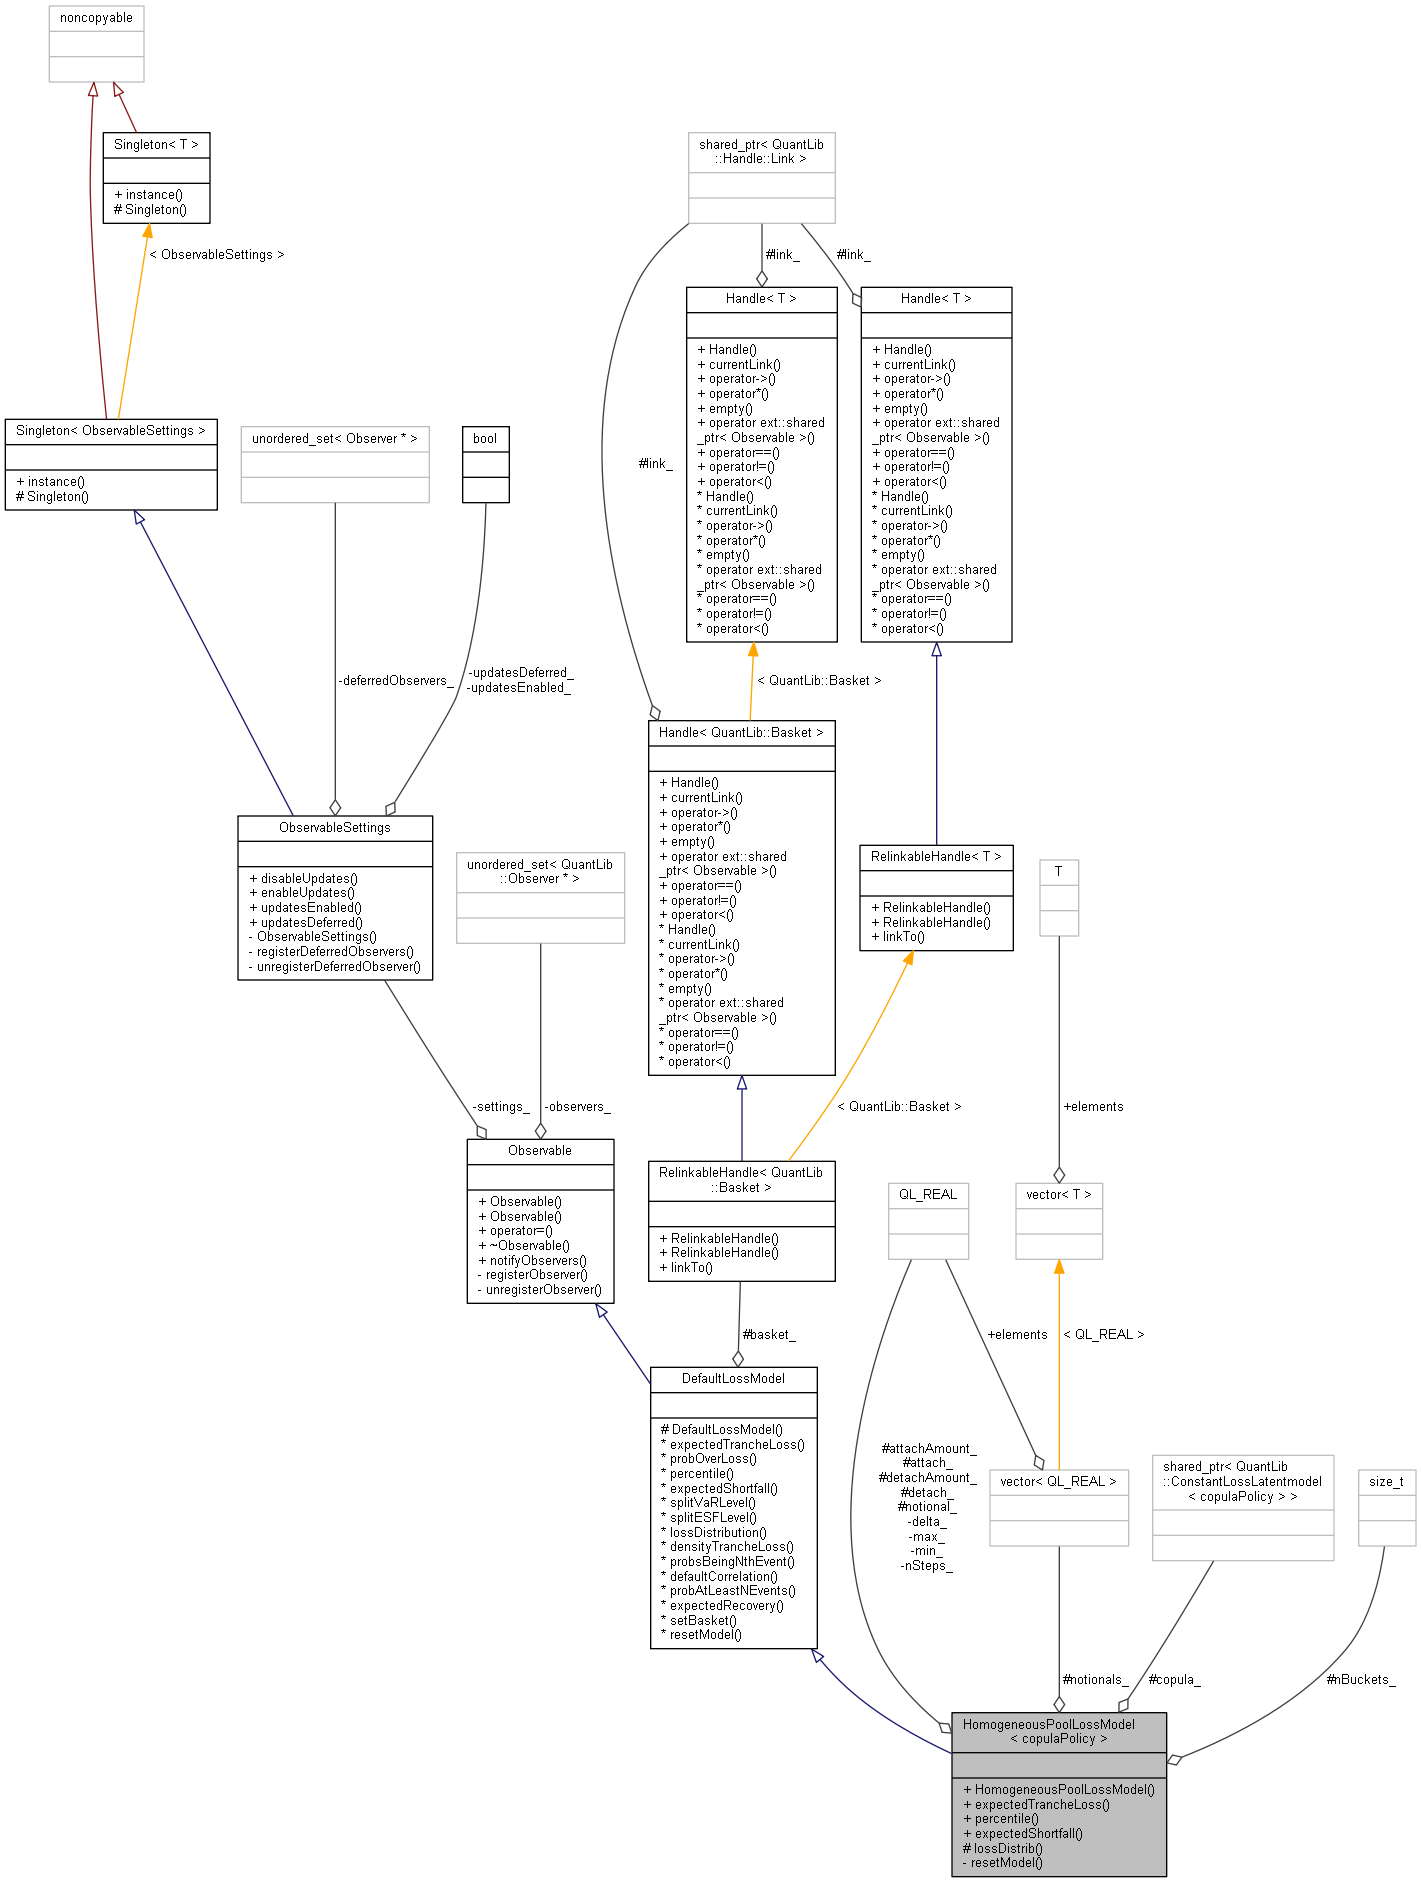 noncopyable
Singleton< T >
+ instance()
# Singleton()
< ObservableSettings >
Singleton< ObservableSettings >
+ instance()
# Singleton()
unordered_set< Observer * >
bool
-deferredObservers_
-updatesDeferred_
-updatesEnabled_
ObservableSettings
+ disableUpdates()
+ enableUpdates()
+ updatesEnabled()
+ updatesDeferred()
- ObservableSettings()
- registerDeferredObservers()
- unregisterDeferredObserver()
unordered_set< QuantLib
::Observer * >
-settings_
-observers_
Observable
+ Observable()
+ Observable()
+ operator=()
+ ~Observable()
+ notifyObservers()
- registerObserver()
- unregisterObserver()
shared_ptr< QuantLib
::Handle::Link >
#link_
#link_
#link_
Handle< T >
+ Handle()
+ currentLink()
+ operator->()
+ operator*()
+ empty()
+ operator ext::shared
_ptr< Observable >()
+ operator==()
+ operator!=()
+ operator<()
* Handle()
* currentLink()
* operator->()
* operator*()
* empty()
* operator ext::shared
_ptr< Observable >()
* operator==()
* operator!=()
* operator<()
Handle< T >
+ Handle()
+ currentLink()
+ operator->()
+ operator*()
+ empty()
+ operator ext::shared
_ptr< Observable >()
+ operator==()
+ operator!=()
+ operator<()
* Handle()
* currentLink()
* operator->()
* operator*()
* empty()
* operator ext::shared
_ptr< Observable >()
* operator==()
* operator!=()
* operator<()
< QuantLib::Basket >
Handle< QuantLib::Basket >
+ Handle()
+ currentLink()
+ operator->()
+ operator*()
+ empty()
+ operator ext::shared
_ptr< Observable >()
+ operator==()
+ operator!=()
+ operator<()
* Handle()
* currentLink()
* operator->()
* operator*()
* empty()
* operator ext::shared
_ptr< Observable >()
* operator==()
* operator!=()
* operator<()
RelinkableHandle< T >
+ RelinkableHandle()
+ RelinkableHandle()
+ linkTo()
T
< QuantLib::Basket >
+elements
RelinkableHandle< QuantLib
::Basket >
+ RelinkableHandle()
+ RelinkableHandle()
+ linkTo()
QL_REAL
vector< T >
#basket_
+elements
< QL_REAL >
DefaultLossModel
# DefaultLossModel()
* expectedTrancheLoss()
* probOverLoss()
* percentile()
* expectedShortfall()
* splitVaRLevel()
* splitESFLevel()
* lossDistribution()
* densityTrancheLoss()
* probsBeingNthEvent()
* defaultCorrelation()
* probAtLeastNEvents()
* expectedRecovery()
* setBasket()
* resetModel()
#attachAmount_
#attach_
#detachAmount_
#detach_
#notional_
-delta_
-max_
-min_
-nSteps_
vector< QL_REAL >
shared_ptr< QuantLib
::ConstantLossLatentmodel
< copulaPolicy > >
size_t
#notionals_
#copula_
#nBuckets_
HomogeneousPoolLossModel
< copulaPolicy >
+ HomogeneousPoolLossModel()
+ expectedTrancheLoss()
+ percentile()
+ expectedShortfall()
# lossDistrib()
- resetModel()